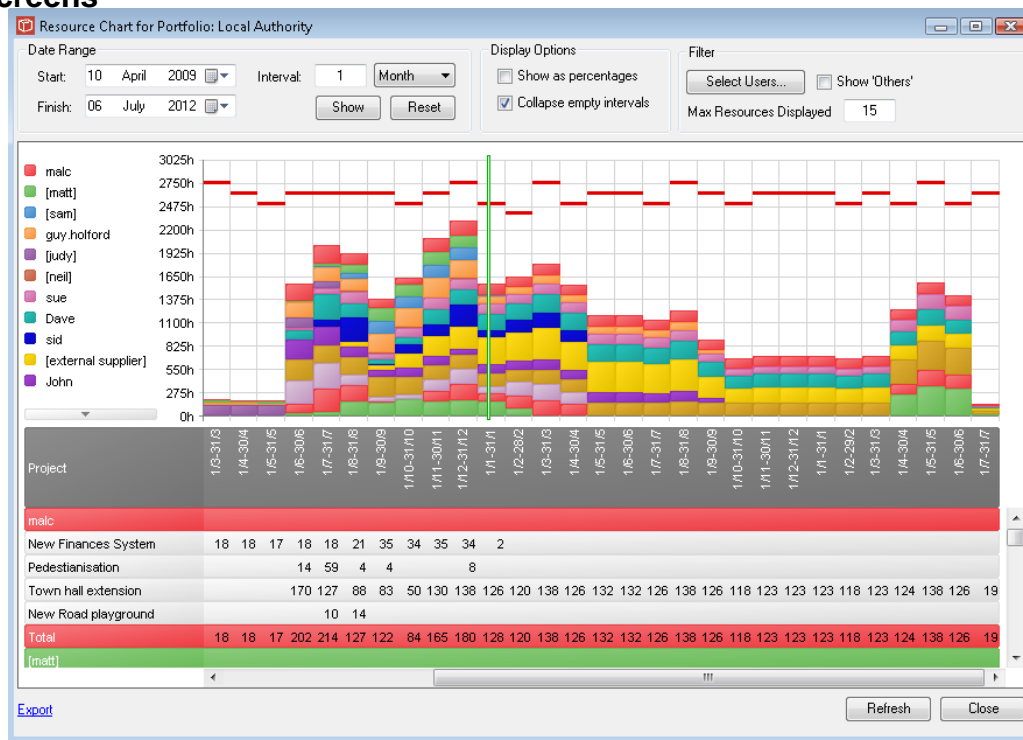 creens
Resource Chart for Portfolio: Local Authority
Date Range
Display Options
Filter
Start: 10 April 2009 Interval: 1 Month
Show as percentages
Select Users... Show 'Others'
Finish: 06 July 2012 Show Reset
Collapse empty intervals
Max Resources Displayed 15
malc
[matt]
[sam]
guy.holford
[judy]
[neil]
sue
Dave
sid
[external supplier]
John
3025h
2750h
2475h
2200h
1925h
1650h
1375h
1100h
825h
550h
275h
0h
Project 1/3-31/3 1/4-30/4 1/5-31/5 1/6-30/6 1/7-31/7 1/8-31/8 1/9-30/9 1/10-31/10 1/11-30/11 1/12-31/12 1/1-31/1 1/2-28/2 1/3-31/3 1/4-30/4 1/5-31/5 1/6-30/6 1/7-31/7 1/8-31/8 1/9-30/9 1/10-31/10 1/11-30/11 1/12-31/12 1/1-31/1 1/2-29/2 1/3-31/3 1/4-30/4 1/5-31/5 1/6-30/6 1/7-31/7
malc
New Finances System 18 18 17 18 18 21 35 34 35 34 2
Pedestianisation 14 59 4 4 8
Town hall extension 170 127 88 83 50 130 138 126 120 138 126 132 132 126 138 126 118 123 123 123 118 123 124 138 126 19
New Road playground 10 14
Total 18 18 17 202 214 127 122 84 165 180 128 120 138 126 132 132 126 138 126 118 123 123 123 118 123 124 138 126 19
[matt]
Export
Refresh Close